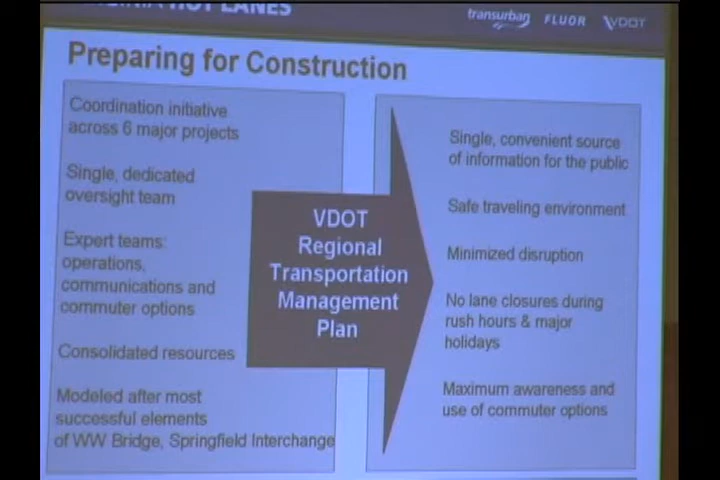 HOT LANES
transurban FLUOR VDOT
Preparing for Construction
Coordination initiative
across 6 major projects
Single, dedicated
oversight team
Expert teams:
operations,
communications and
commuter options
Consolidated resources
Modeled after most
successful elements
of WW Bridge, Springfield Interchange
VDOT
Regional
Transportation
Management
Plan
Single, convenient source
of information for the public
Safe traveling environment
Minimized disruption
No lane closures during
rush hours & major
holidays
Maximum awareness and
use of commuter options